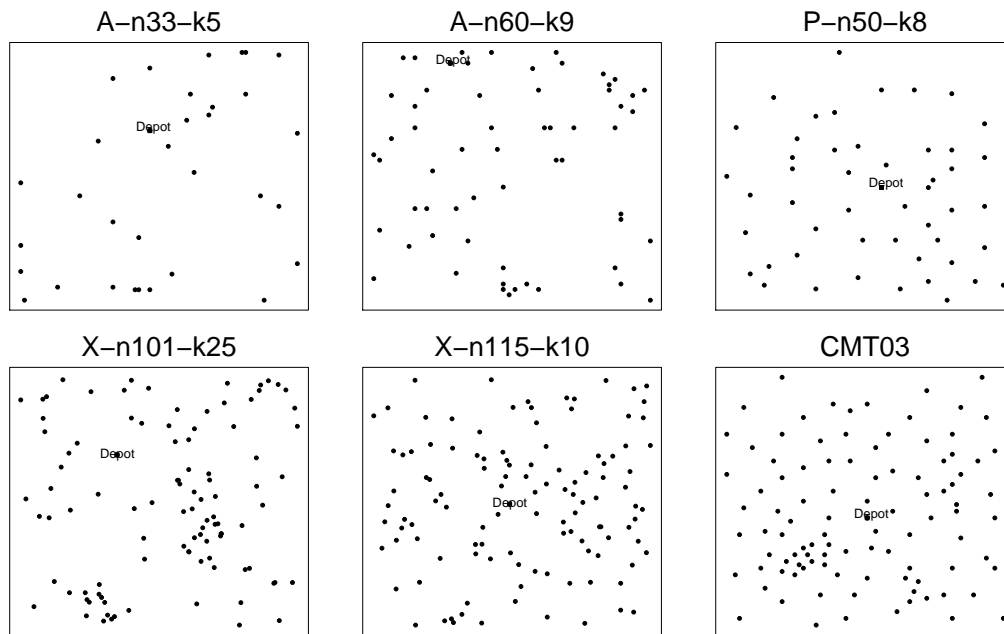 A−n33−k5
A−n60−k9
P−n50−k8
Depot
Depot
Depot
X−n101−k25
X−n115−k10
CMT03
Depot
Depot
Depot